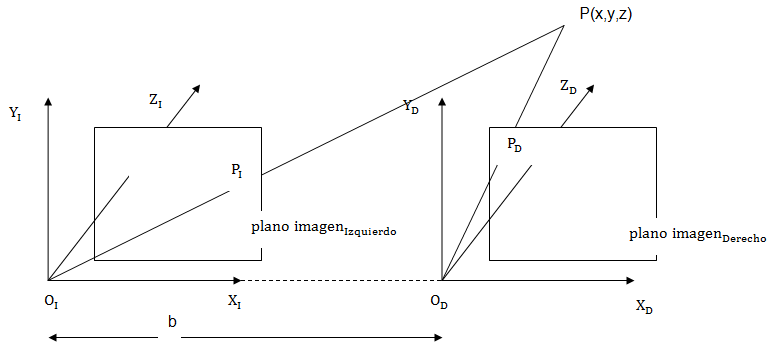 P(x,y,z)
Z_I
Z_D
Y_I
Y_D
P_I
P_D
plano imagen_Izquierdo
plano imagen_Derecho
O_I
X_I
O_D
X_D
b